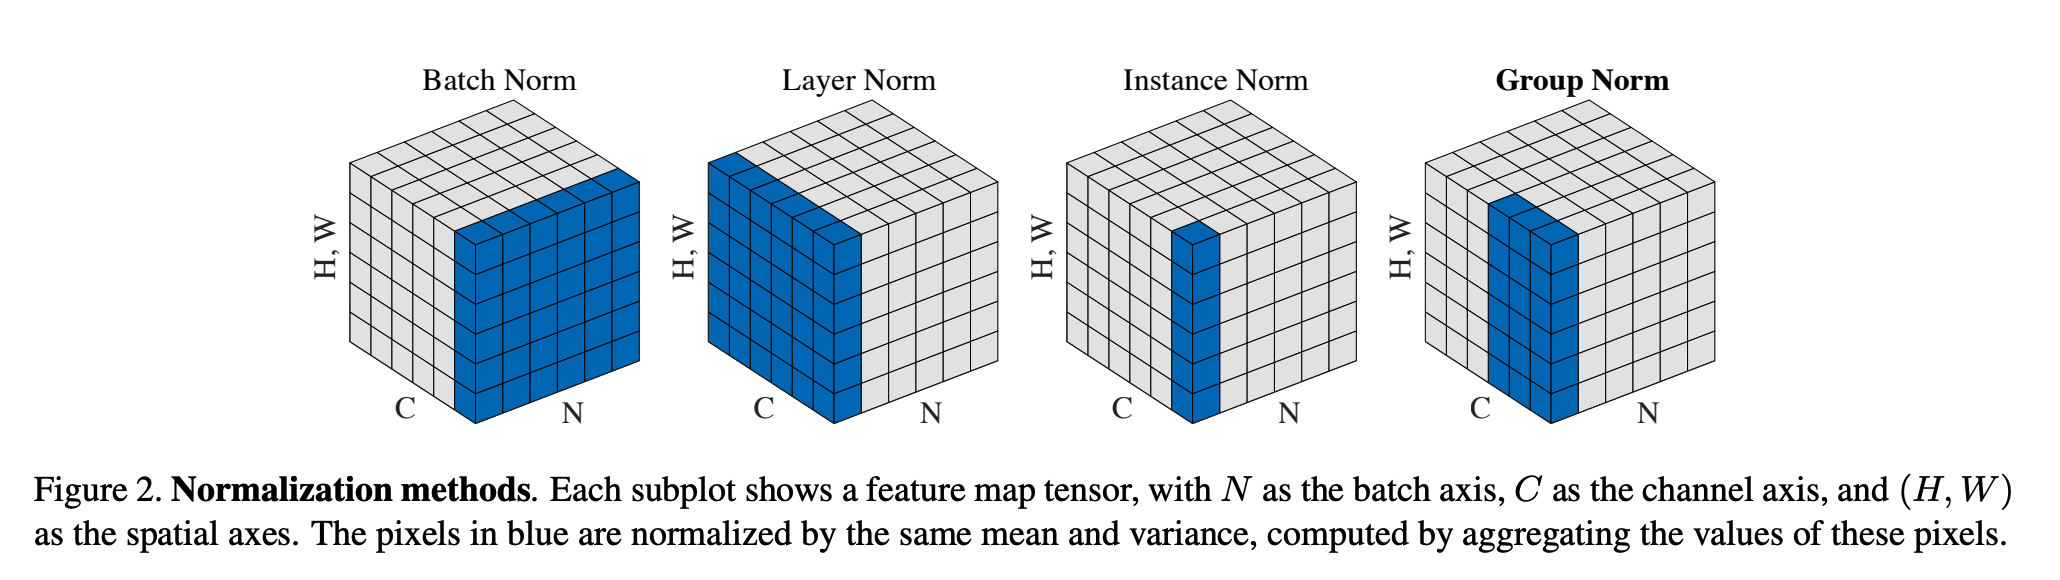 Batch Norm
Layer Norm
Instance Norm
Group Norm
H, W
C
N
H, W
C
N
H, W
C
N
H, W
C
N
Figure 2. Normalization methods. Each subplot shows a feature map tensor, with N as the batch axis, C as the channel axis, and (H, W)
as the spatial axes. The pixels in blue are normalized by the same mean and variance, computed by aggregating the values of these pixels.